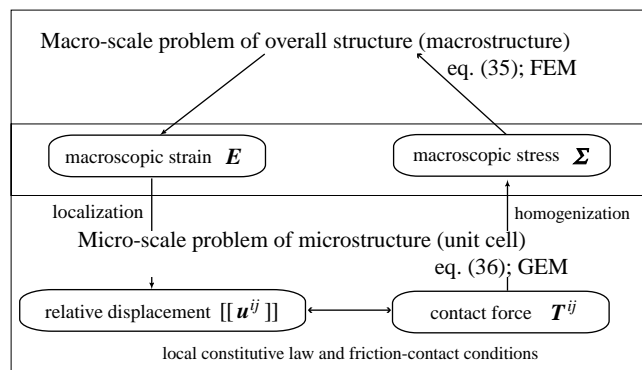 Macro-scale problem of overall structure (macrostructure)
eq. (35); FEM
macroscopic strain E
macroscopic stress Σ
localization
homogenization
Micro-scale problem of microstructure (unit cell)
eq. (36); GEM
relative displacement [[ u^{ij} ]]
contact force T^{ij}
local constitutive law and friction-contact conditions